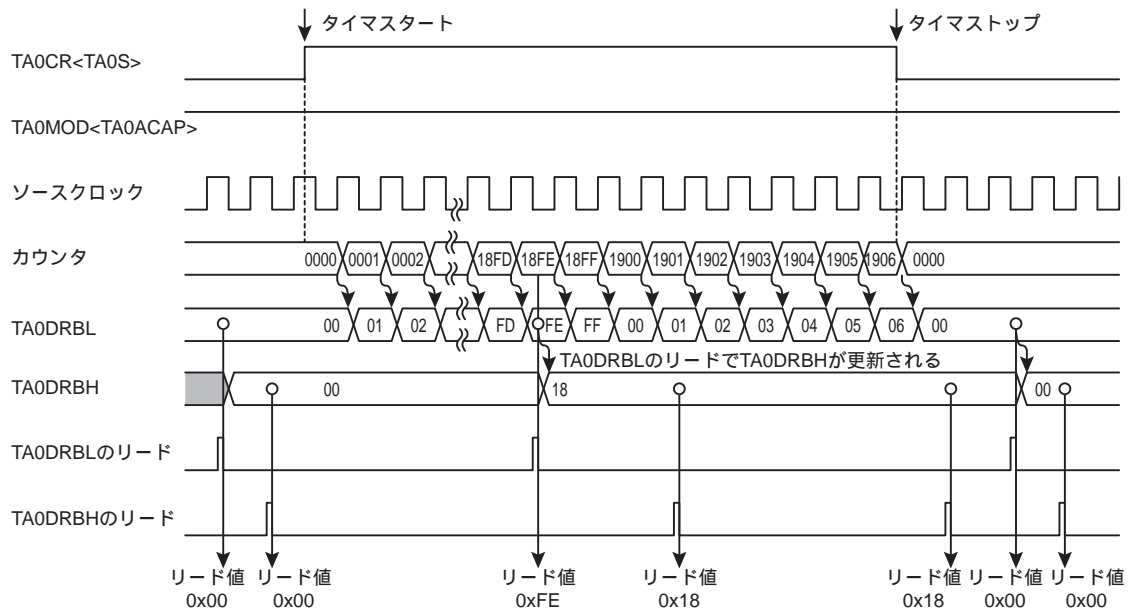 タイマスタート
タイマストップ
TA0CR<TA0S>
TA0MOD<TA0ACAP>
ソースクロック
カウンタ
0000 0001 0002 18FD 18FE 18FF 1900 1901 1902 1903 1904 1905 1906 0000
TA0DRBL
00 01 02 FD FE FF 00 01 02 03 04 05 06 00
TA0DRBLのリードでTA0DRBHが更新される
TA0DRBH
00 18 00
TA0DRBLのリード
TA0DRBHのリード
リード値 リード値 リード値 リード値 リード値 リード値 リード値
0x00 0x00 0xFE 0x18 0x18 0x00 0x00